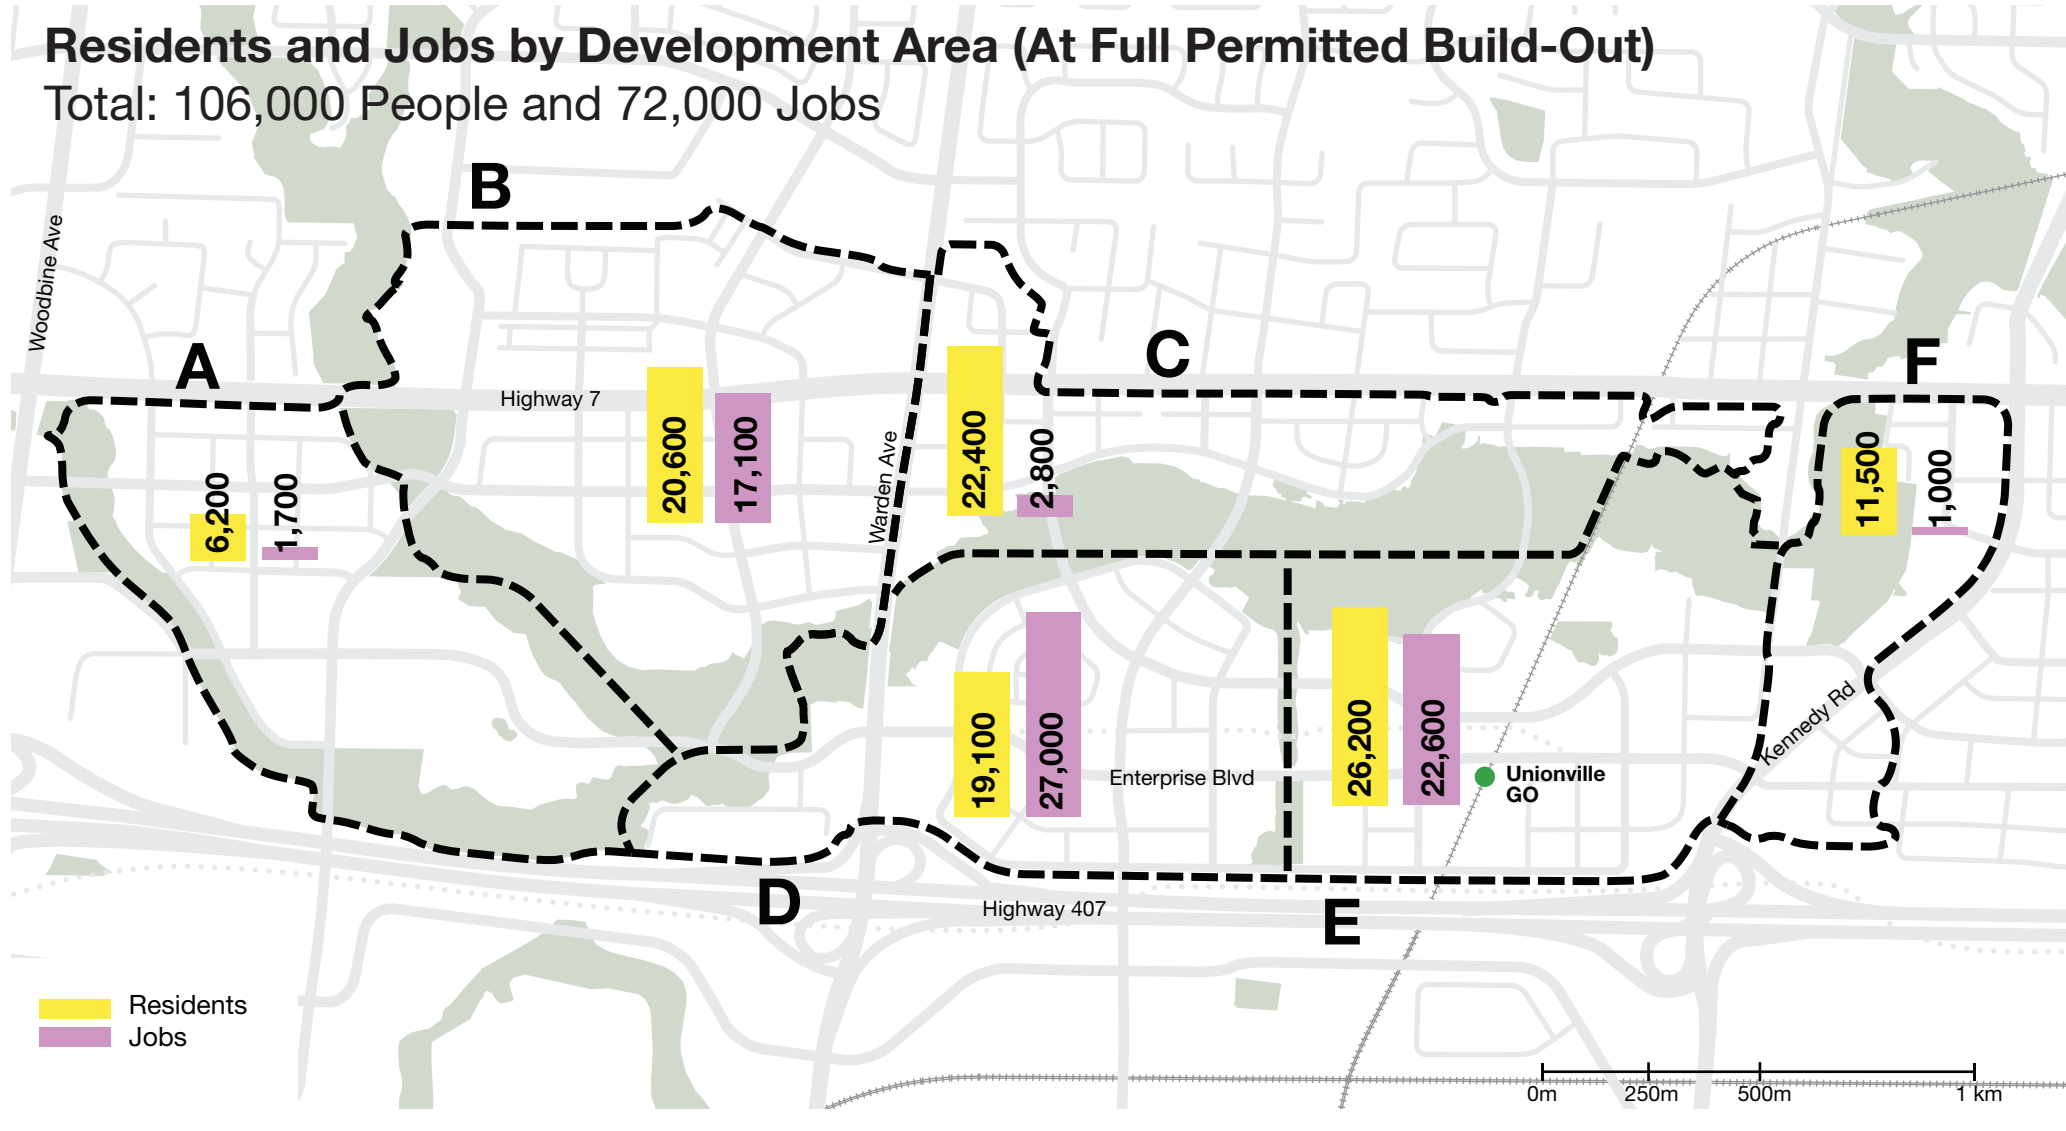 Residents and Jobs by Development Area (At Full Permitted Build-Out)
Total: 106,000 People and 72,000 Jobs
B
Woodbine Ave
A
C
F
Highway 7
20,600
17,100
Warden Ave
22,400
2,800
11,500
1,000
6,200
1,700
19,100
27,000
Enterprise Blvd
26,200
22,600
Unionville
GO
Kennedy Rd
D
Highway 407
E
Residents
Jobs
0m
250m
500m
1 km